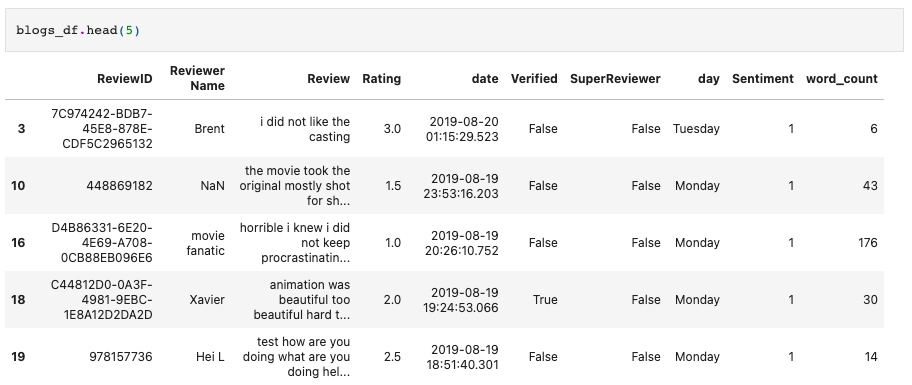 blogs_df.head(5)
ReviewID Reviewer Name Review Rating date Verified SuperReviewer day Sentiment word_count
3 7C974242-BDB7-45E8-878E-CDF5C2965132 Brent i did not like the casting 3.0 2019-08-20 01:15:29.523 False False Tuesday 1 6
10 448869182 NaN the movie took the original mostly shot for sh... 1.5 2019-08-19 23:53:16.203 False False Monday 1 43
16 D4B86331-6E20-4E69-A708-0CB88EB096E6 movie fanatic horrible i knew i did not keep procrastinatin... 1.0 2019-08-19 20:26:10.752 False False Monday 1 176
18 C44812D0-0A3F-4981-9EBC-1E8A12D2DA2D Xavier animation was beautiful too beautiful hard t... 2.0 2019-08-19 19:24:53.066 True False Monday 1 30
19 978157736 Hei L test how are you doing what are you doing hel... 2.5 2019-08-19 18:51:40.301 False False Monday 1 14